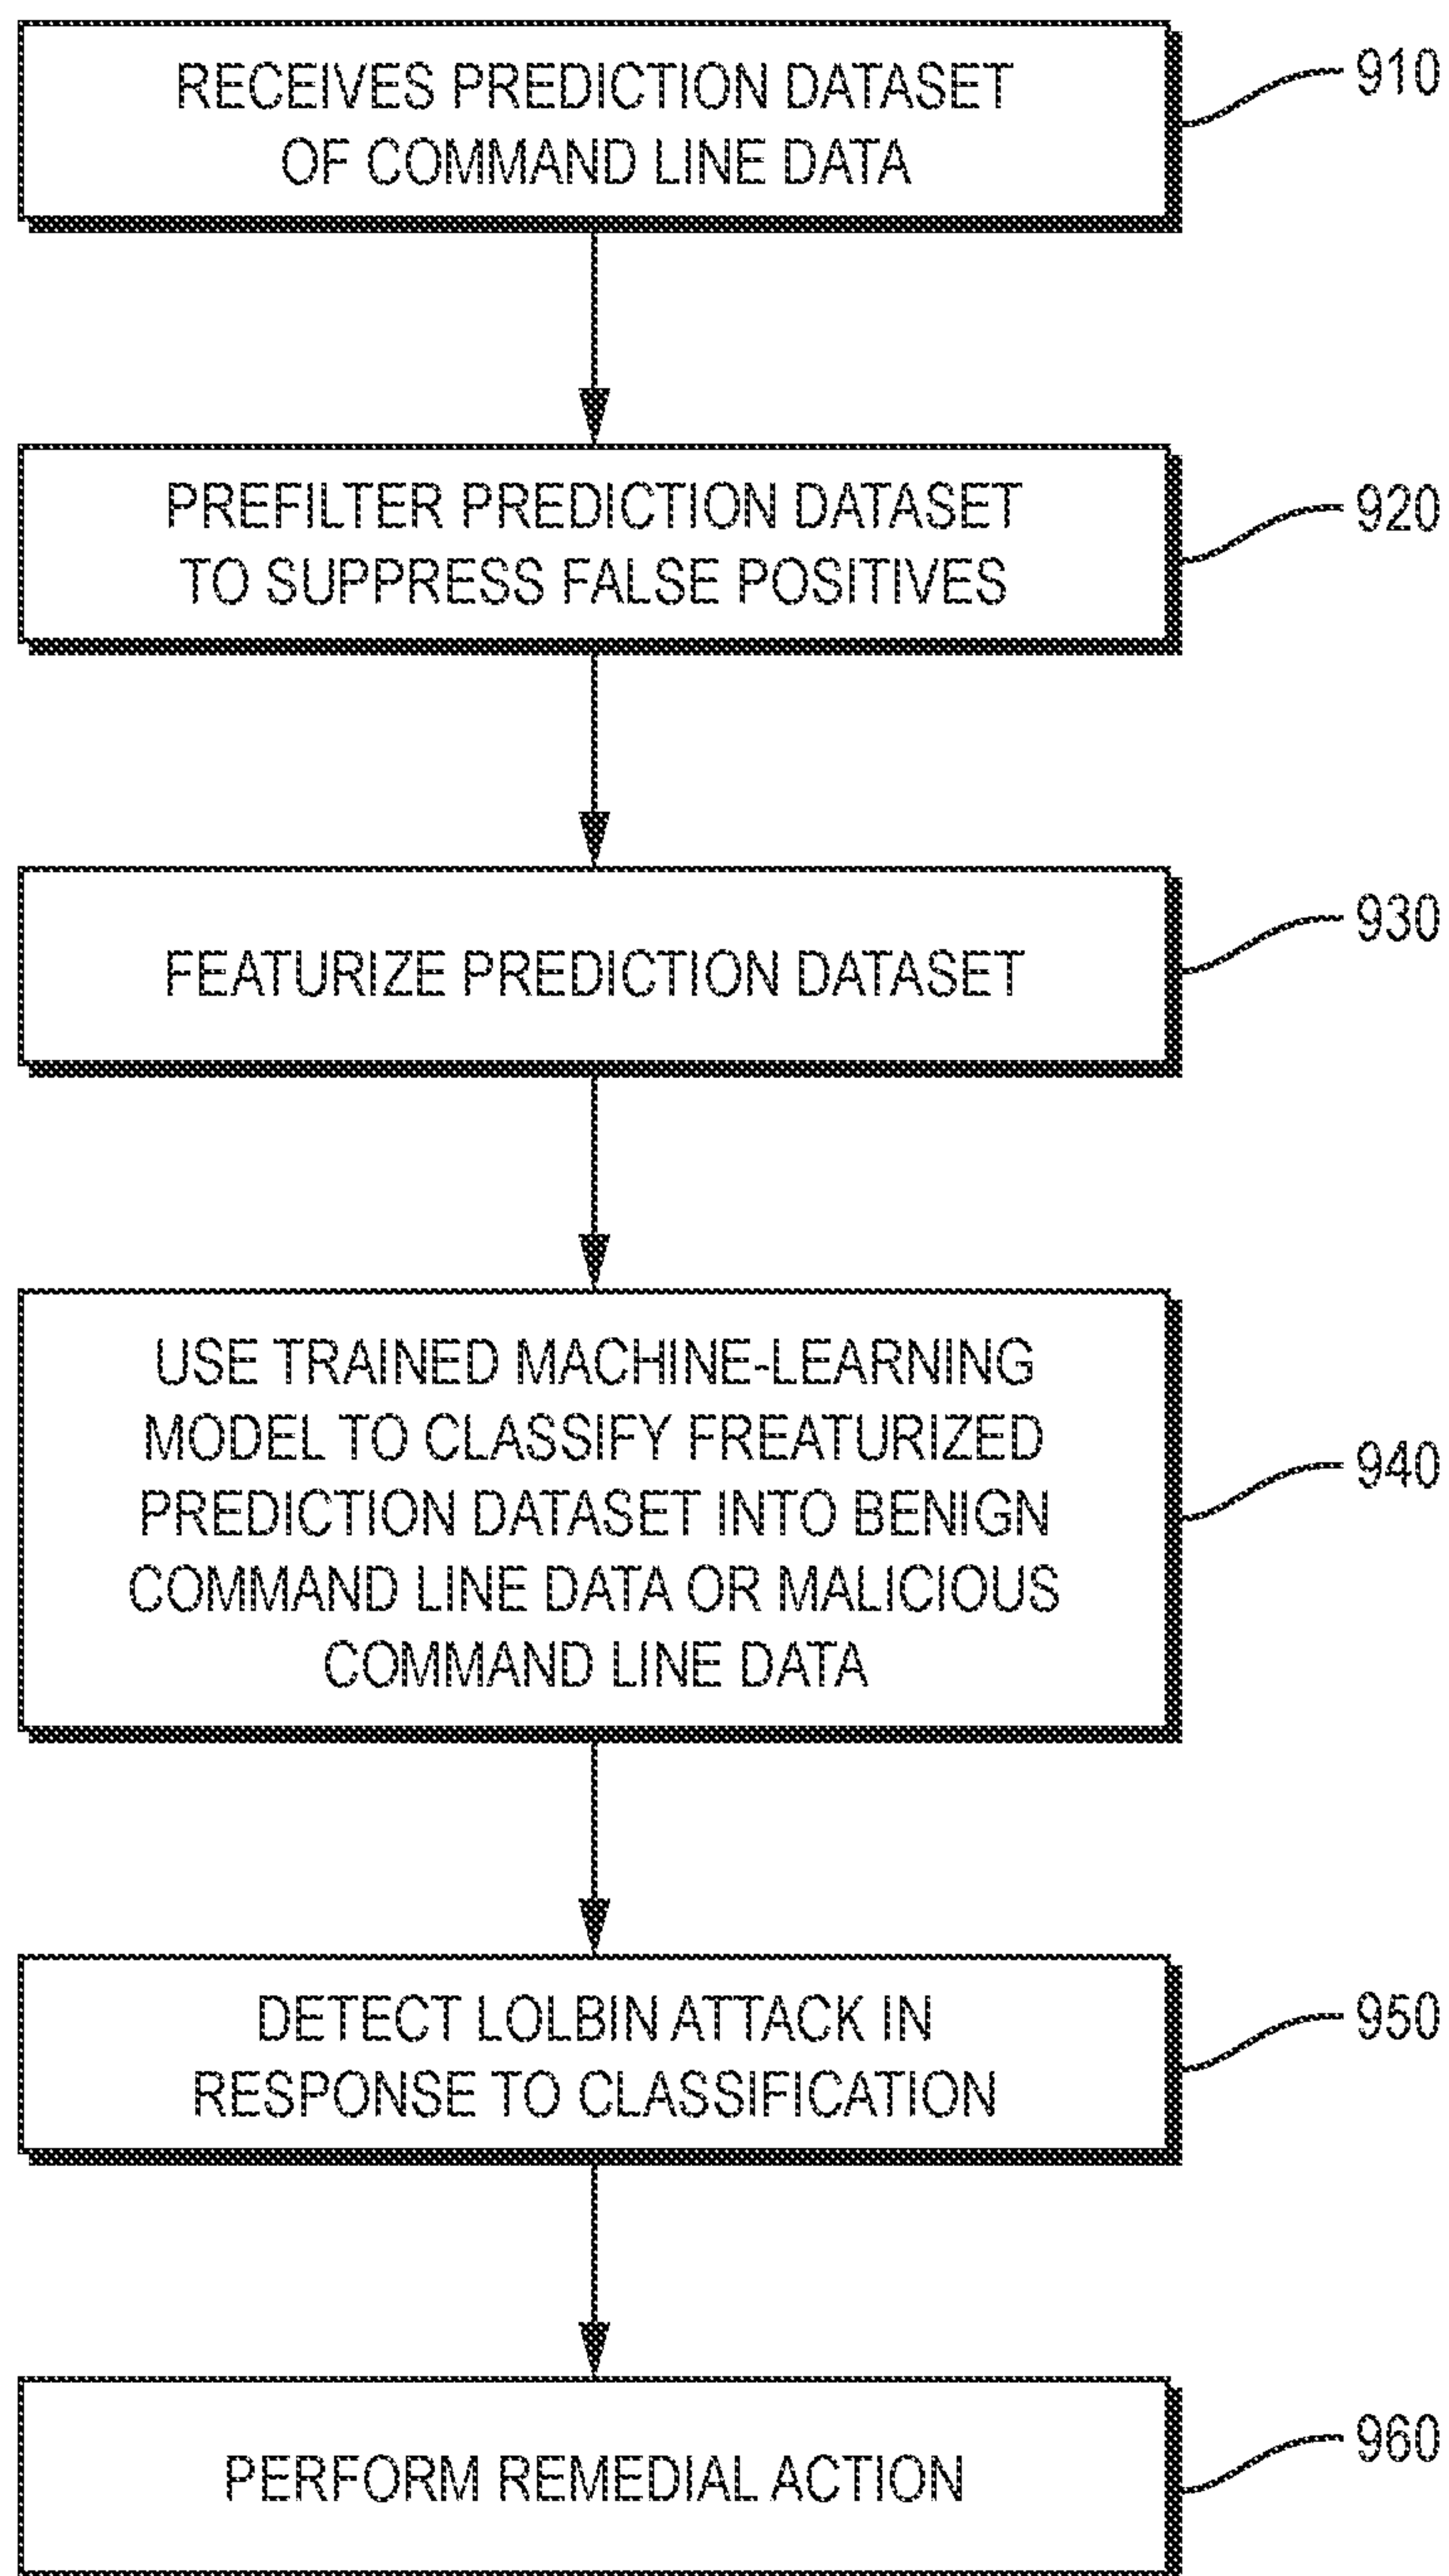 RECEIVES PREDICTION DATASET
OF COMMAND LINE DATA
910
PREFILTER PREDICTION DATASET
TO SUPPRESS FALSE POSITIVES
920
FEATURIZE PREDICTION DATASET
930
USE TRAINED MACHINE-LEARNING
MODEL TO CLASSIFY FREATURIZED
PREDICTION DATASET INTO BENIGN
COMMAND LINE DATA OR MALICIOUS
COMMAND LINE DATA
940
DETECT LOLBIN ATTACK IN
RESPONSE TO CLASSIFICATION
950
PERFORM REMEDIAL ACTION
960